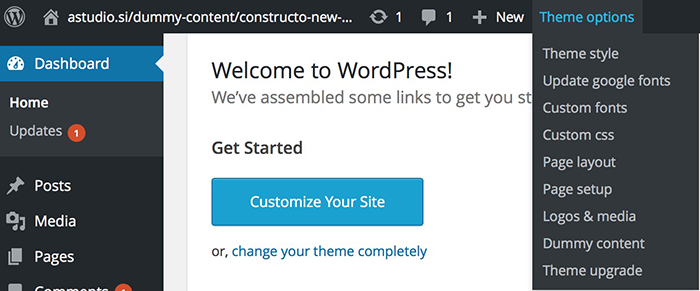 astudio.si/dummy-content/constructo-new-... 1 1 New Theme options
Dashboard
Home
Updates 1
Posts
Media
Pages
Comments
Welcome to WordPress!
We've assembled some links to get you st
Get Started
Customize Your Site
or, change your theme completely
Theme style
Update google fonts
Custom fonts
Custom css
Page layout
Page setup
Logos & media
Dummy content
Theme upgrade